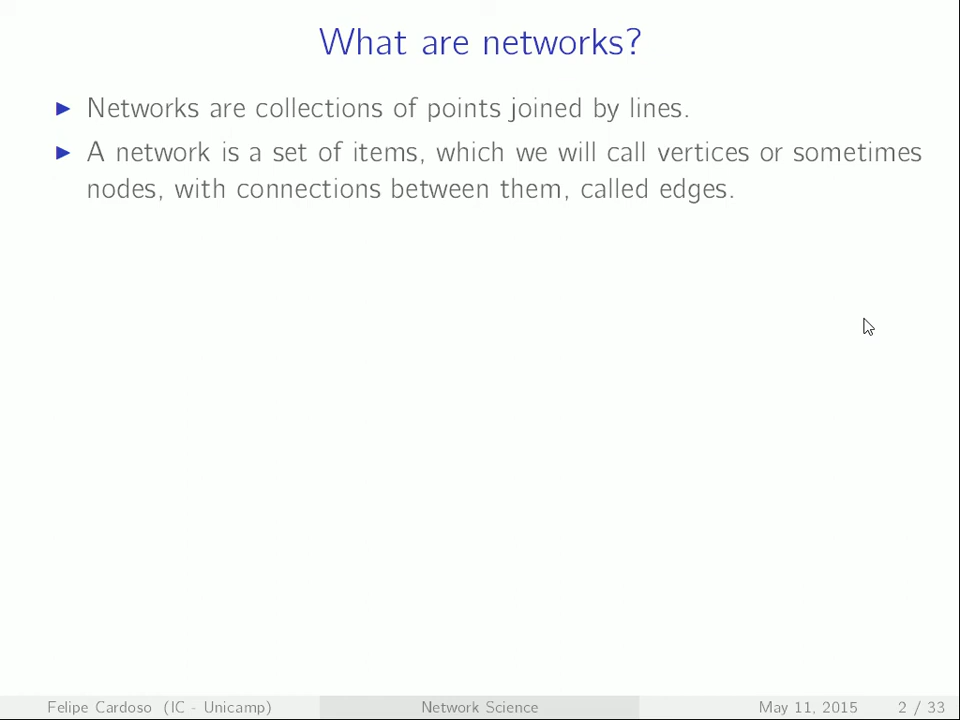 What are networks?
Networks are collections of points joined by lines.
A network is a set of items, which we will call vertices or sometimes
nodes, with connections between them, called edges.
Felipe Cardoso (IC - Unicamp) Network Science May 11, 2015 2 / 33